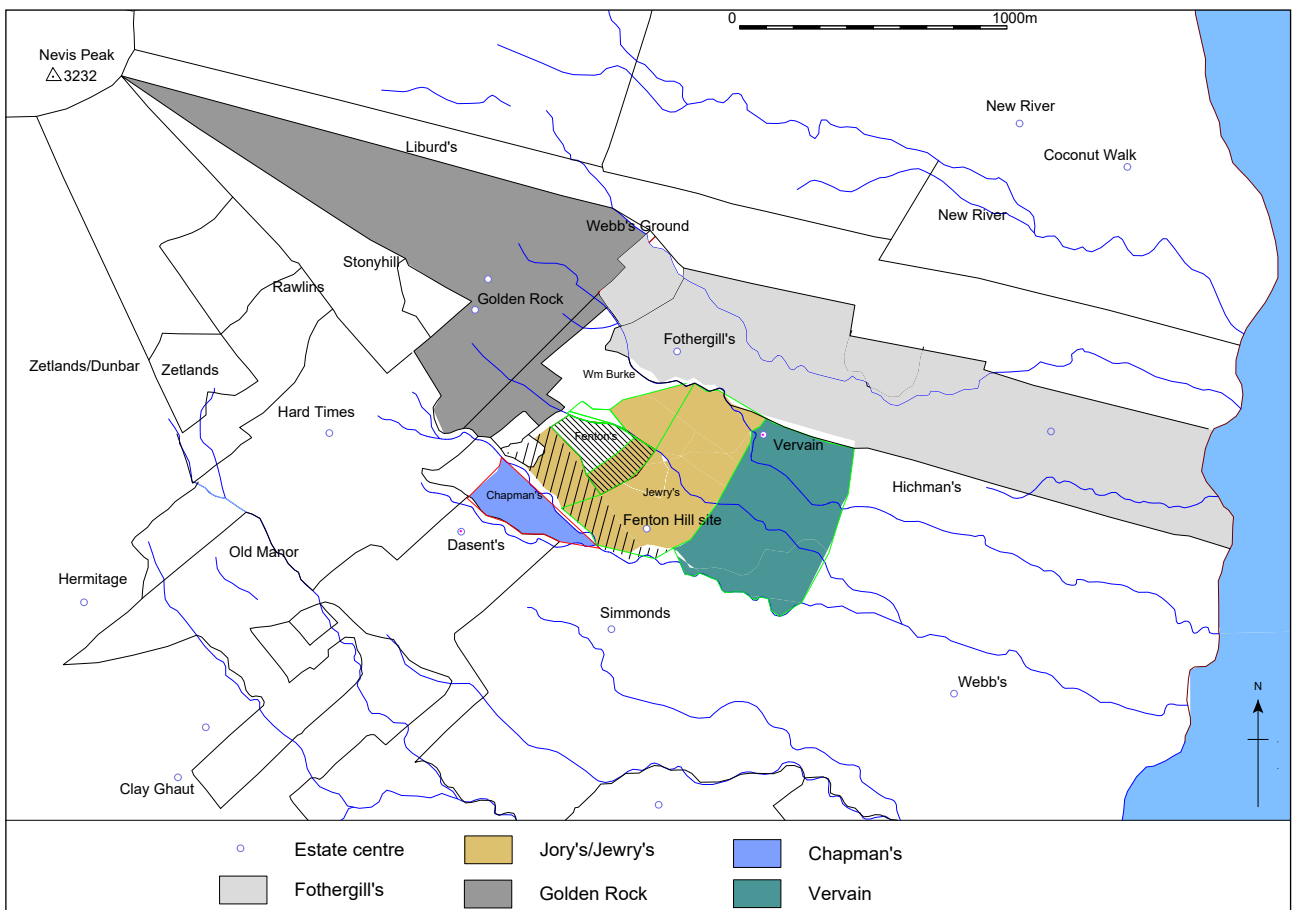 0
1000m
Nevis Peak
3232
New River
Liburd's
Coconut Walk
New River
Webb's Ground
Stonyhill
Rawlins
Golden Rock
Fothergill's
Zetlands/Dunbar
Zetlands
Wm Burke
Hard Times
Fenton's
Vervain
Hichman's
Chapman's
Jewry's
Fenton Hill site
Dasent's
Old Manor
Hermitage
Simmonds
Webb's
N
Clay Ghaut
Estate centre
Jory's/Jewry's
Chapman's
Fothergill's
Golden Rock
Vervain